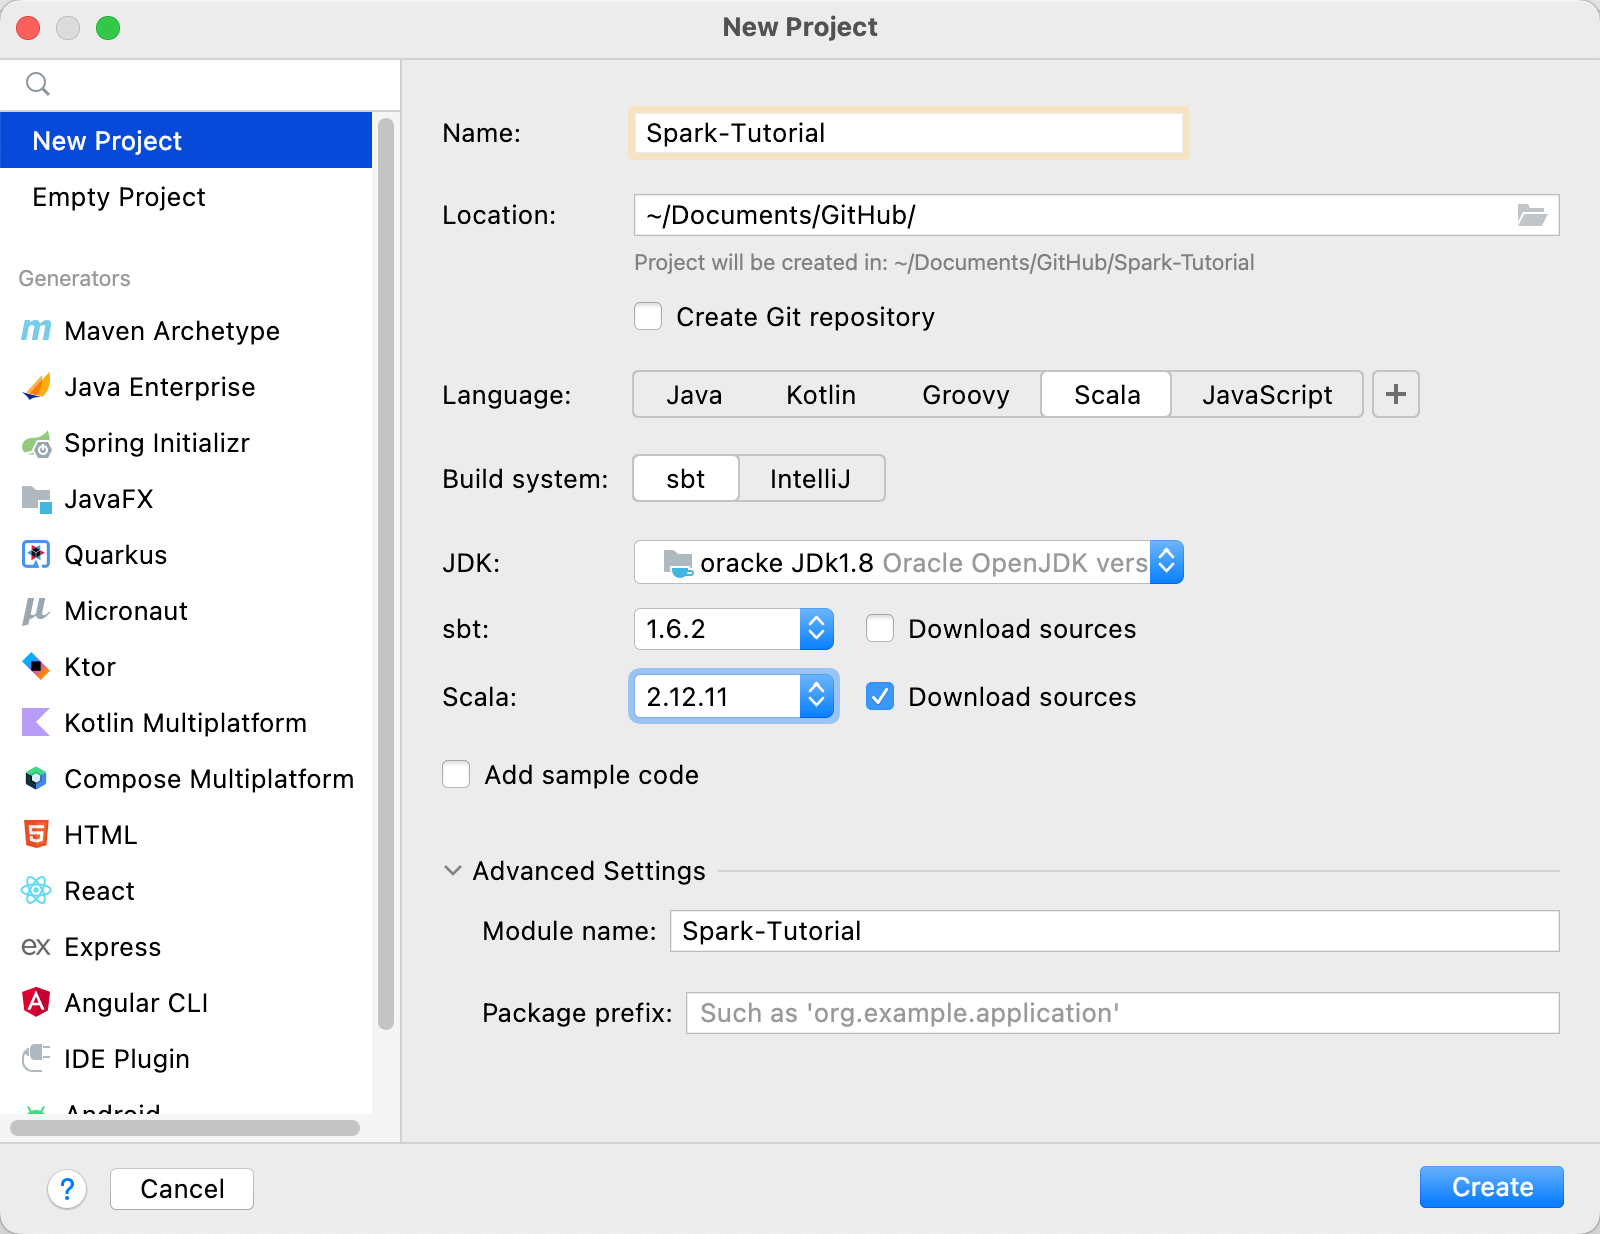 New Project
New Project
Empty Project
Generators
Maven Archetype
Java Enterprise
Spring Initializr
JavaFX
Quarkus
Micronaut
Ktor
Kotlin Multiplatform
Compose Multiplatform
HTML
React
ex Express
Angular CLI
IDE Plugin
Android
Name: Spark-Tutorial
Location: ~/Documents/GitHub/
Project will be created in: ~/Documents/GitHub/Spark-Tutorial
Create Git repository
Language: Java Kotlin Groovy Scala JavaScript +
Build system: sbt IntelliJ
JDK: oracke JDk1.8 Oracle OpenJDK vers
sbt: 1.6.2 Download sources
Scala: 2.12.11 Download sources
Add sample code
Advanced Settings
Module name: Spark-Tutorial
Package prefix: Such as 'org.example.application'
? Cancel Create